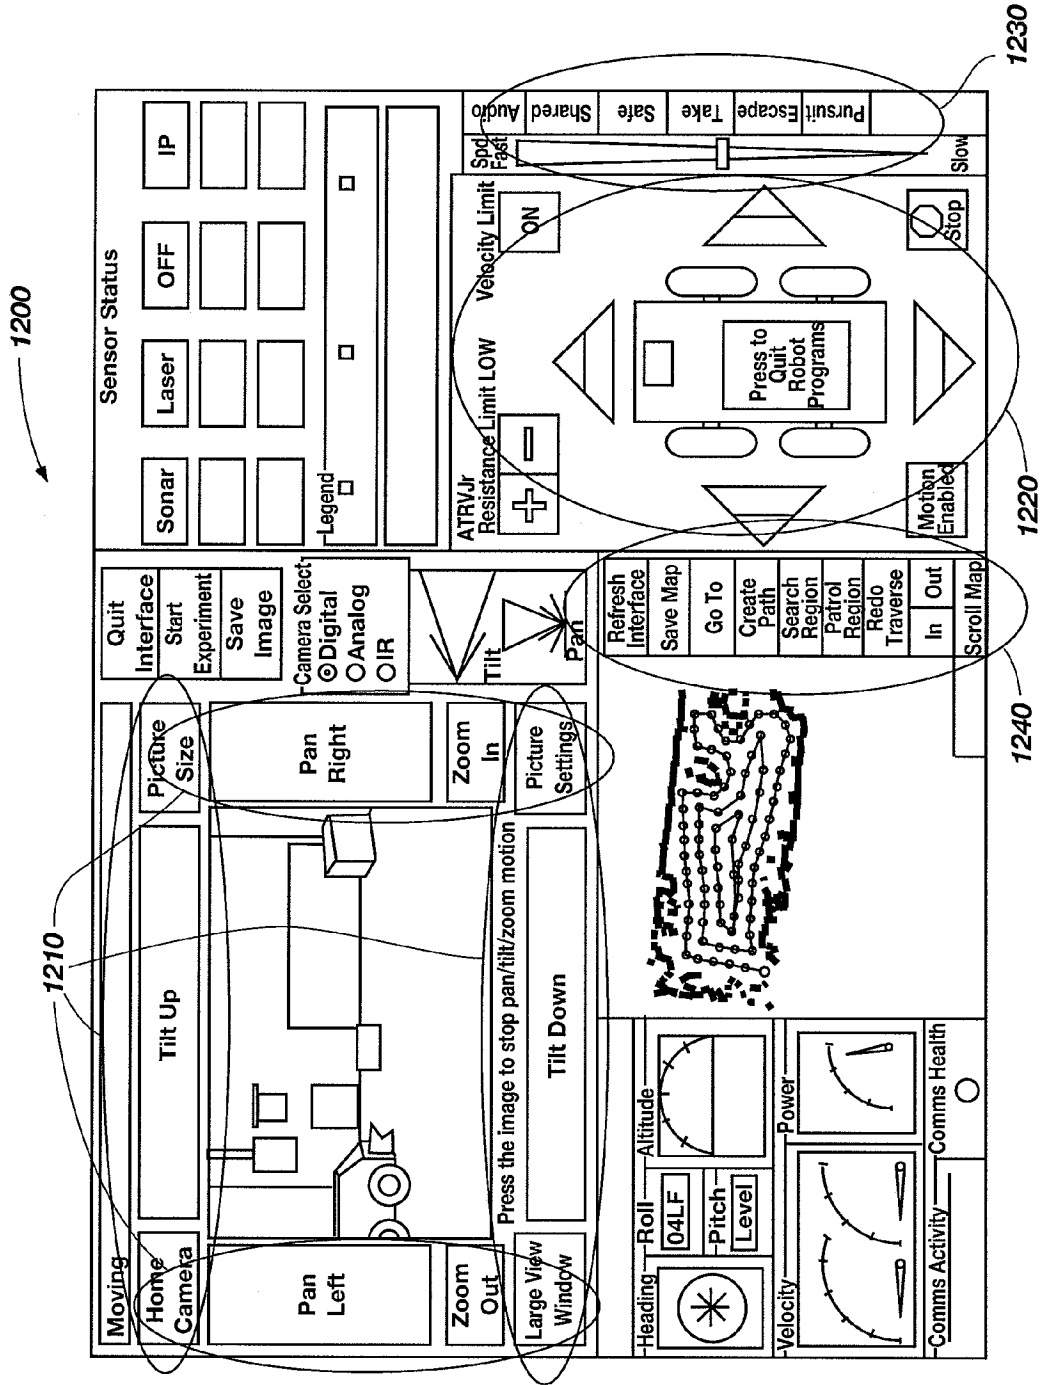 1200
1210
Moving
Home
Camera
Tilt Up
Picture
Size
Pan
Left
Pan
Right
Zoom
Out
Zoom
In
Press the image to stop pan/tilt/zoom motion
Large View
Window
Tilt Down
Picture
Settings
Quit
Interface
Start
Experiment
Save
Image
Camera Select
Digital
Analog
IR
Tilt
Pan
Sensor Status
Sonar
Laser
OFF
IP
Legend
ATRVJr
Resistance Limit LOW
Velocity Limit
ON
Press to
Quit
Robot
Programs
Motion
Enabled
Stop
Spd
Fast
Slow
Audio
Shared
Safe
Take
Escape
Pursuit
1230
1220
Heading
Roll
04LF
Pitch
Level
Altitude
Velocity
Power
Comms Activity
Comms Health
Refresh
Interface
Save Map
Go To
Create
Path
Search
Region
Patrol
Region
Redo
Traverse
In
Out
Scroll Map
1240